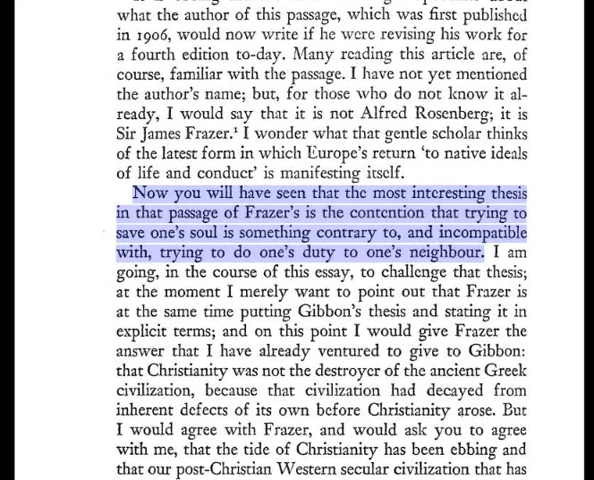 what the author of this passage, which was first published
in 1906, would now write if he were revising his work for
a fourth edition to-day. Many reading this article are, of
course, familiar with the passage. I have not yet mentioned
the author's name; but, for those who do not know it al-
ready, I would say that it is not Alfred Rosenberg; it is
Sir James Frazer.¹ I wonder what that gentle scholar thinks
of the latest form in which Europe's return 'to native ideals
of life and conduct' is manifesting itself.
Now you will have seen that the most interesting thesis
in that passage of Frazer's is the contention that trying to
save one's soul is something contrary to, and incompatible
with, trying to do one's duty to one's neighbour. I am
going, in the course of this essay, to challenge that thesis;
at the moment I merely want to point out that Frazer is
at the same time putting Gibbon's thesis and stating it in
explicit terms; and on this point I would give Frazer the
answer that I have already ventured to give to Gibbon:
that Christianity was not the destroyer of the ancient Greek
civilization, because that civilization had decayed from
inherent defects of its own before Christianity arose. But
I would agree with Frazer, and would ask you to agree
with me, that the tide of Christianity has been ebbing and
that our post-Christian Western secular civilization that has